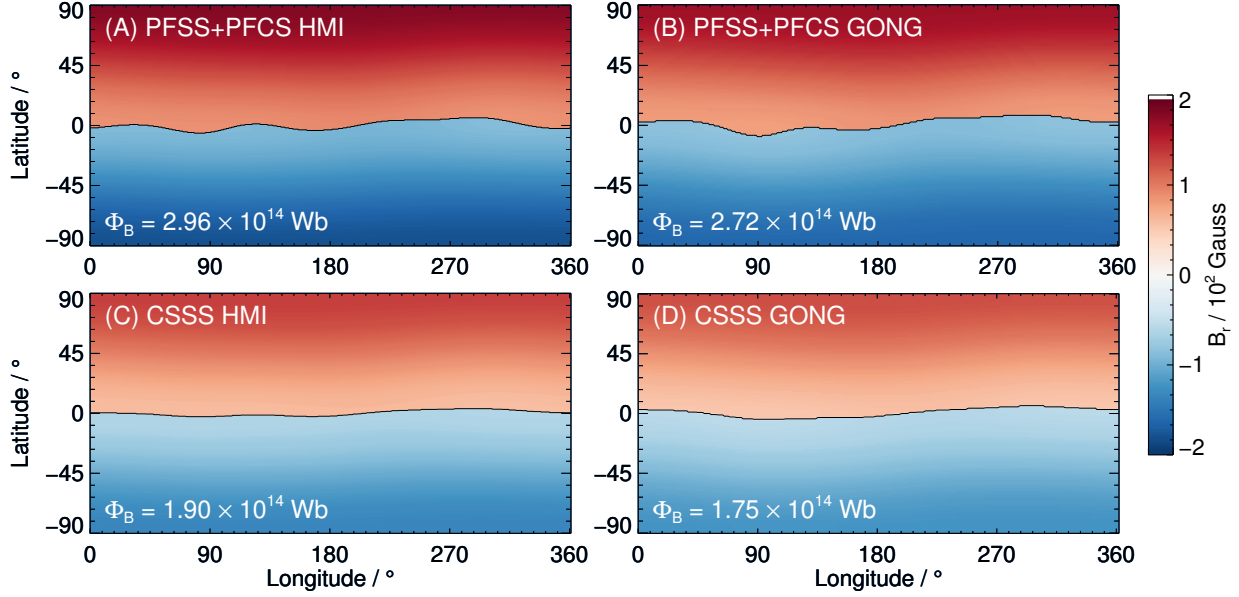 (A) PFSS+PFCS HMI
(B) PFSS+PFCS GONG
90
45
0
−45
−90
Latitude / °
Φ_B = 2.96 × 10^14 Wb
0 90 180 270 360
90
45
0
−45
−90
Φ_B = 2.72 × 10^14 Wb
0 90 180 270 360
(C) CSSS HMI
(D) CSSS GONG
90
45
0
−45
−90
Latitude / °
Φ_B = 1.90 × 10^14 Wb
0 90 180 270 360
Longitude / °
90
45
0
−45
−90
Φ_B = 1.75 × 10^14 Wb
0 90 180 270 360
Longitude / °
2
1
0
−1
−2
B_r / 10^2 Gauss